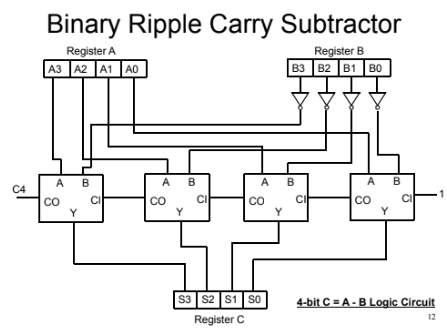 Binary Ripple Carry Subtractor
Register A
Register B
A3 A2 A1 A0
B3 B2 B1 B0
A B
A B
A B
A B
C4
CO CI
CO CI
CO CI
CO CI
1
Y
Y
Y
Y
S3 S2 S1 S0
Register C
4-bit C = A - B Logic Circuit
12